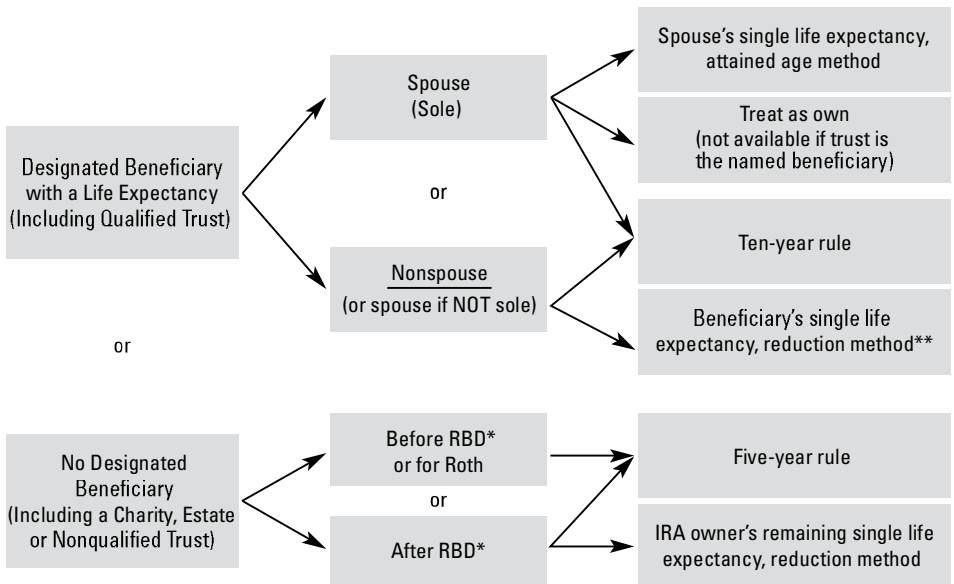 Designated Beneficiary
with a Life Expectancy
(Including Qualified Trust)
or
No Designated
Beneficiary
(Including a Charity, Estate
or Nonqualified Trust)
Spouse
(Sole)
or
Nonspouse
(or spouse if NOT sole)
Before RBD*
or for Roth
or
After RBD*
Spouse's single life expectancy,
attained age method
Treat as own
(not available if trust is
the named beneficiary)
Ten-year rule
Beneficiary's single life
expectancy, reduction method**
Five-year rule
IRA owner's remaining single life
expectancy, reduction method